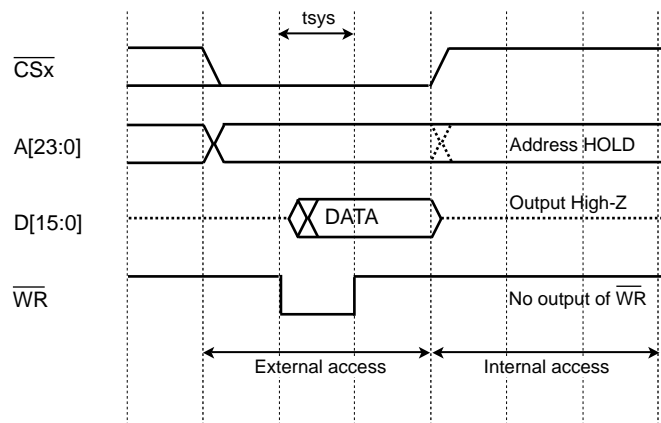 tsys
CSx
A[23:0]
Address HOLD
D[15:0]
DATA
Output High-Z
WR
No output of WR
External access
Internal access